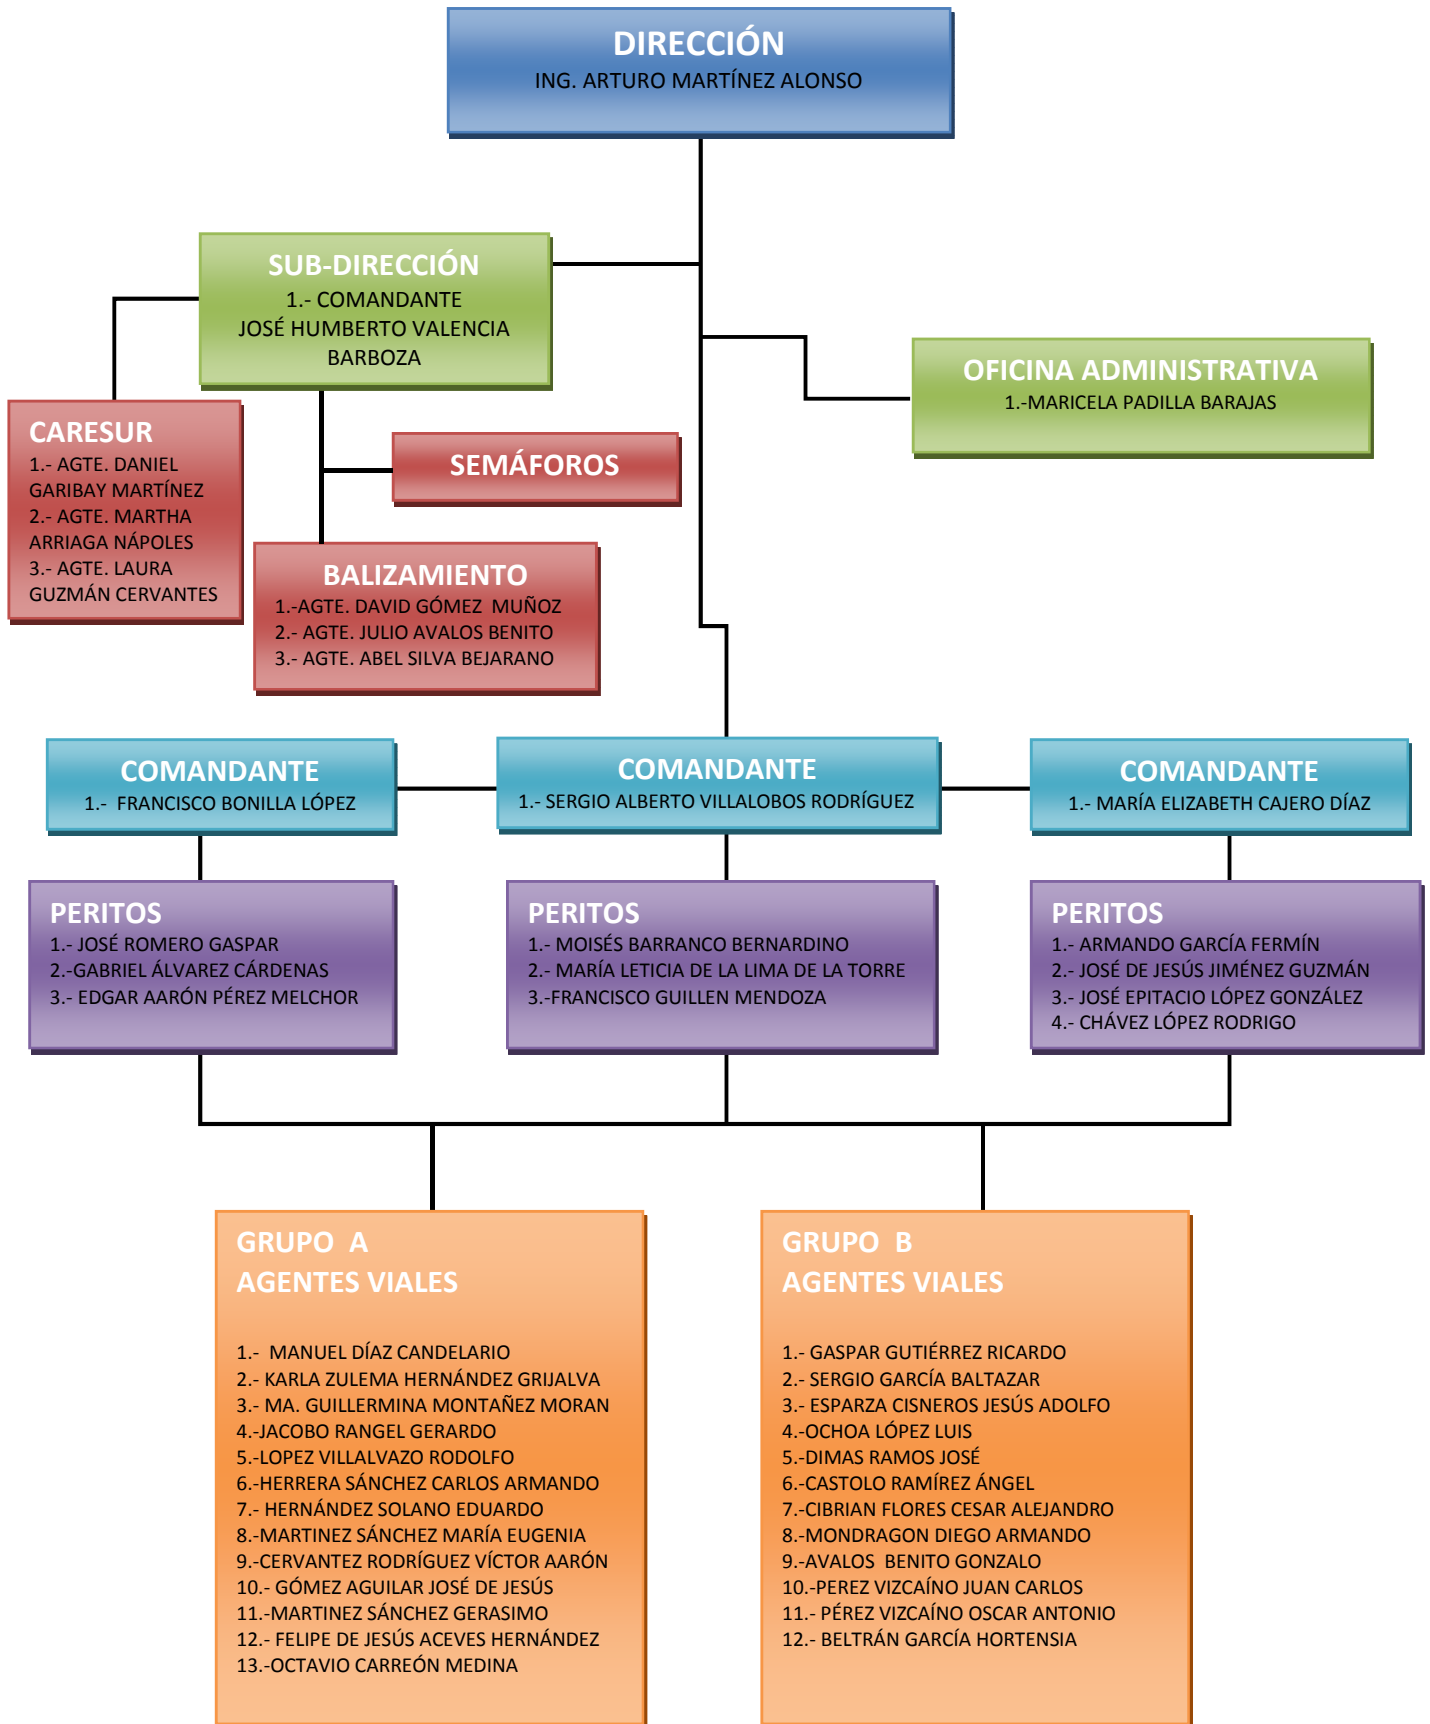 DIRECCIÓN
ING. ARTURO MARTÍNEZ ALONSO
SUB-DIRECCIÓN
1.- COMANDANTE
JOSÉ HUMBERTO VALENCIA
BARBOZA
OFICINA ADMINISTRATIVA
1.-MARICELA PADILLA BARAJAS
CARESUR
1.- AGTE. DANIEL
GARIBAY MARTÍNEZ
2.- AGTE. MARTHA
ARRIAGA NÁPOLES
3.- AGTE. LAURA
GUZMÁN CERVANTES
SEMÁFOROS
BALIZAMIENTO
1.-AGTE. DAVID GÓMEZ  MUÑOZ
2.- AGTE. JULIO AVALOS BENITO
3.- AGTE. ABEL SILVA BEJARANO
COMANDANTE
1.-  FRANCISCO BONILLA LÓPEZ
COMANDANTE
1.- SERGIO ALBERTO VILLALOBOS RODRÍGUEZ
COMANDANTE
1.- MARÍA ELIZABETH CAJERO DÍAZ
PERITOS
1.- JOSÉ ROMERO GASPAR
2.-GABRIEL ÁLVAREZ CÁRDENAS
3.- EDGAR AARÓN PÉREZ MELCHOR
PERITOS
1.- MOISÉS BARRANCO BERNARDINO
2.- MARÍA LETICIA DE LA LIMA DE LA TORRE
3.-FRANCISCO GUILLEN MENDOZA
PERITOS
1.- ARMANDO GARCÍA FERMÍN
2.- JOSÉ DE JESÚS JIMÉNEZ GUZMÁN
3.- JOSÉ EPITACIO LÓPEZ GONZÁLEZ
4.- CHÁVEZ LÓPEZ RODRIGO
GRUPO  A
AGENTES VIALES
1.-  MANUEL DÍAZ CANDELARIO
2.- KARLA ZULEMA HERNÁNDEZ GRIJALVA
3.- MA. GUILLERMINA MONTAÑEZ MORAN
4.-JACOBO RANGEL GERARDO
5.-LOPEZ VILLALVAZO RODOLFO
6.-HERRERA SÁNCHEZ CARLOS ARMANDO
7.- HERNÁNDEZ SOLANO EDUARDO
8.-MARTINEZ SÁNCHEZ MARÍA EUGENIA
9.-CERVANTEZ RODRÍGUEZ VÍCTOR AARÓN
10.- GÓMEZ AGUILAR JOSÉ DE JESÚS
11.-MARTINEZ SÁNCHEZ GERASIMO
12.- FELIPE DE JESÚS ACEVES HERNÁNDEZ
13.-OCTAVIO CARREÓN MEDINA
GRUPO  B
AGENTES VIALES
1.- GASPAR GUTIÉRREZ RICARDO
2.- SERGIO GARCÍA BALTAZAR
3.- ESPARZA CISNEROS JESÚS ADOLFO
4.-OCHOA LÓPEZ LUIS
5.-DIMAS RAMOS JOSÉ
6.-CASTOLO RAMÍREZ ÁNGEL
7.-CIBRIAN FLORES CESAR ALEJANDRO
8.-MONDRAGON DIEGO ARMANDO
9.-AVALOS  BENITO GONZALO
10.-PEREZ VIZCAÍNO JUAN CARLOS
11.- PÉREZ VIZCAÍNO OSCAR ANTONIO
12.- BELTRÁN GARCÍA HORTENSIA